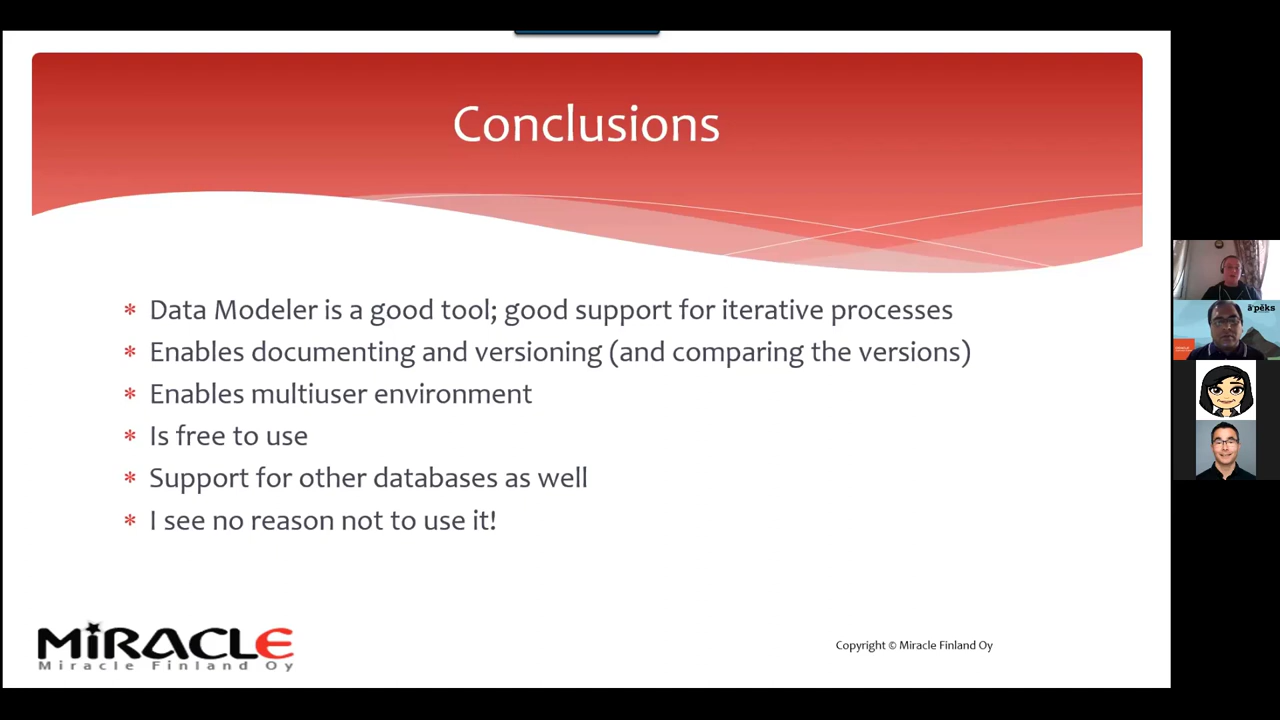 Conclusions
* Data Modeler is a good tool; good support for iterative processes
* Enables documenting and versioning (and comparing the versions)
* Enables multiuser environment
* Is free to use
* Support for other databases as well
* I see no reason not to use it!
MiRACLE
Miracle Finland Oy
Copyright © Miracle Finland Oy
ā'pěks
ORACLE